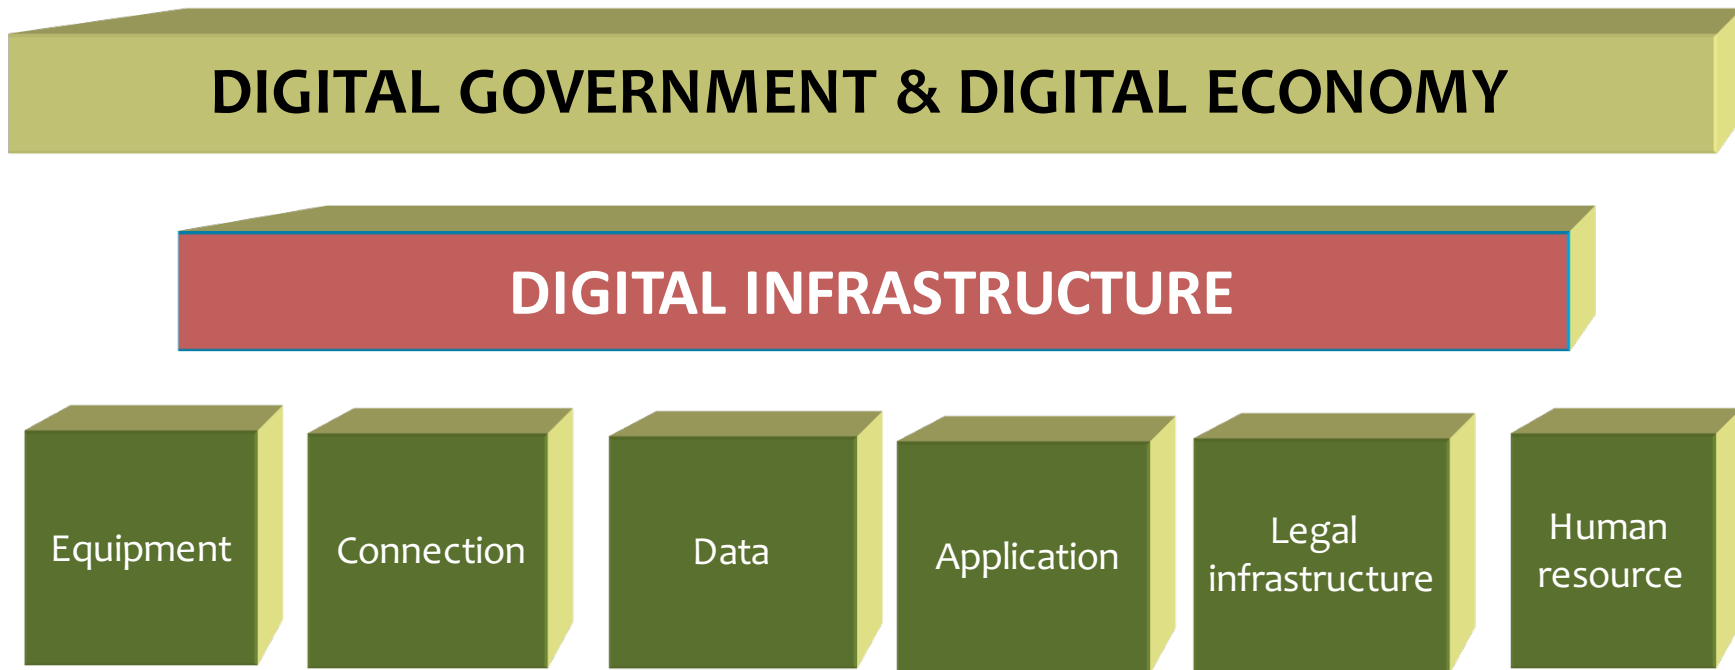 DIGITAL GOVERNMENT & DIGITAL ECONOMY
DIGITAL INFRASTRUCTURE
Equipment
Connection
Data
Application
Legal
infrastructure
Human
resource